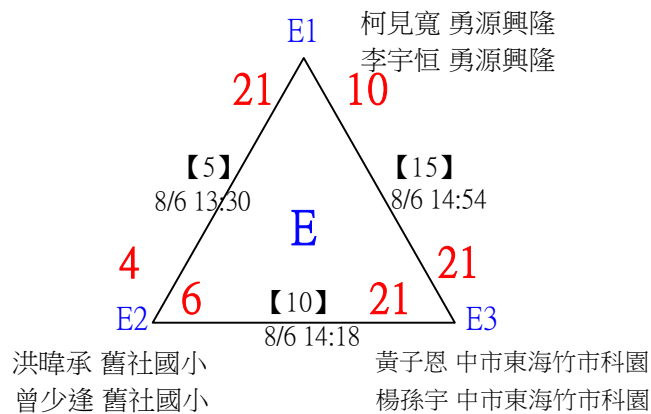 E1
柯見寬 勇源興隆
李宇恒 勇源興隆
21
10
【5】
8/6 13:30
【15】
8/6 14:54
E
4
21
6
【10】
21
E2
8/6 14:18
E3
洪暐承 舊社國小
曾少逢 舊社國小
黃子恩 中市東海竹市科園
楊孫宇 中市東海竹市科園